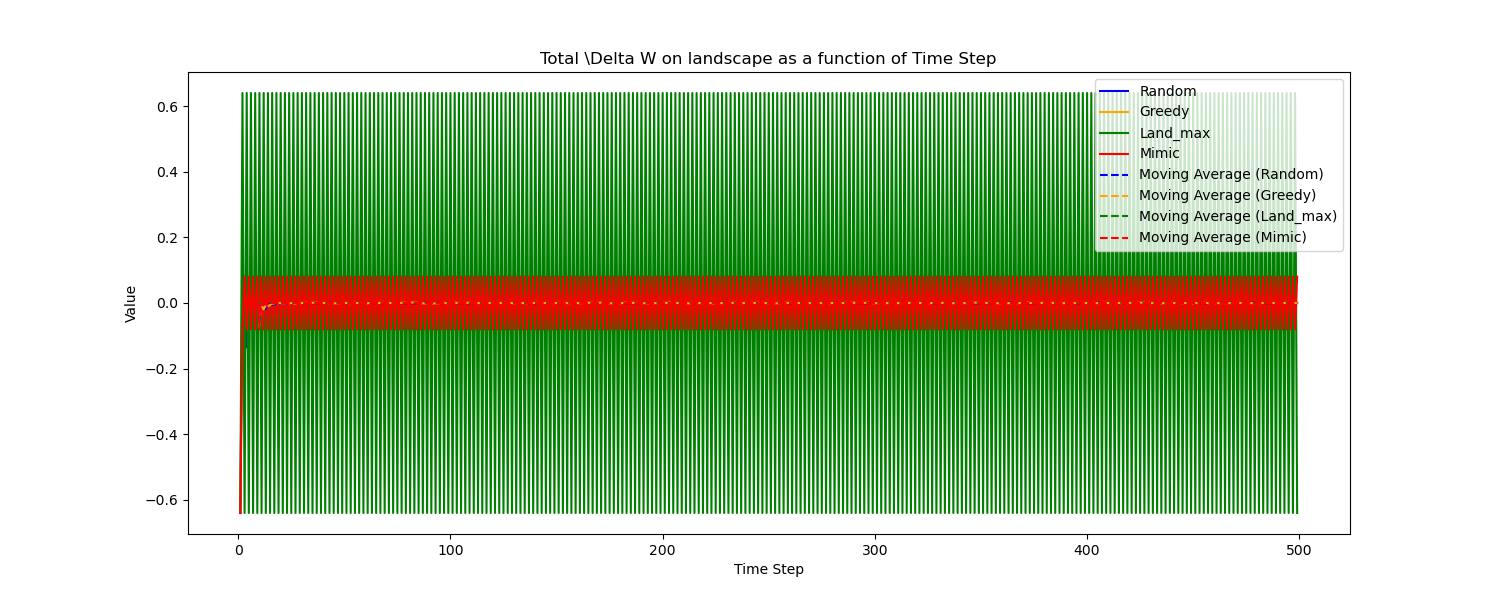 Total \Delta W on landscape as a function of Time Step
Random
Greedy
Land_max
Mimic
Moving Average (Random)
Moving Average (Greedy)
Moving Average (Land_max)
Moving Average (Mimic)
Value
0.6
0.4
0.2
0.0
−0.2
−0.4
−0.6
0 100 200 300 400 500
Time Step